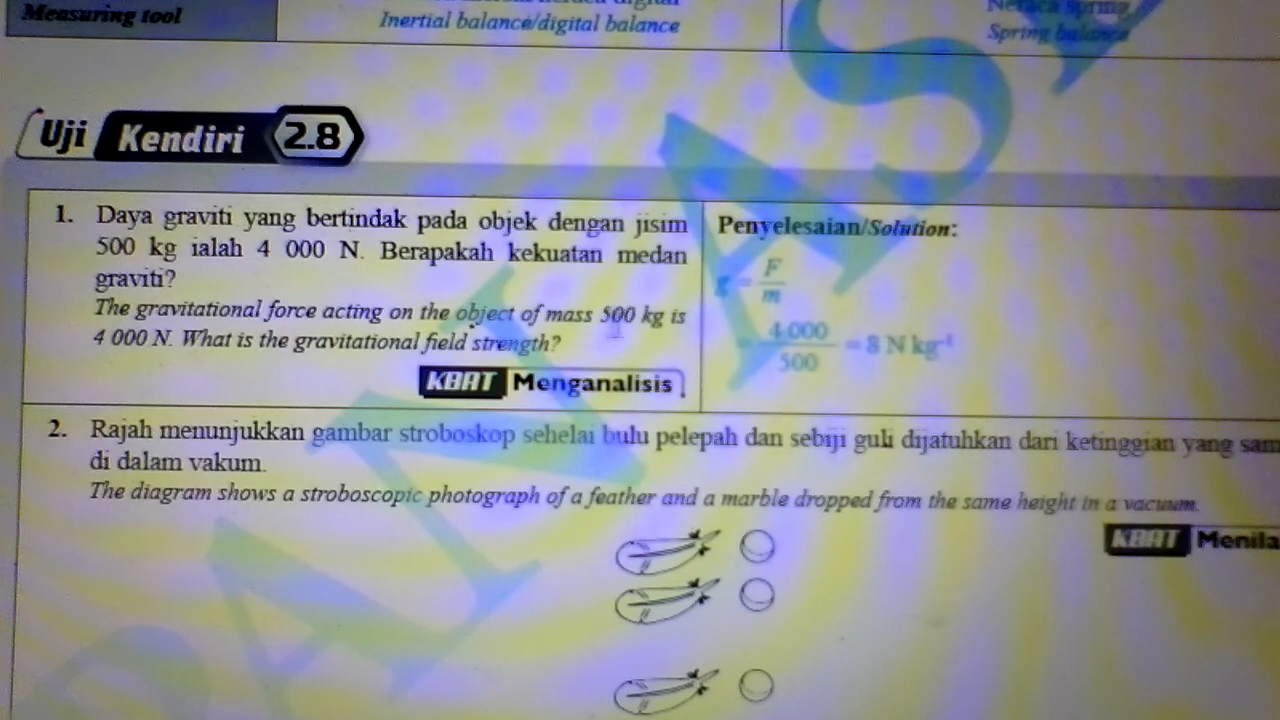 Measuring tool
Inertial balance/digital balance
Neraca spring
Spring balance
Uji Kendiri 2.8
1. Daya graviti yang bertindak pada objek dengan jisim
500 kg ialah 4 000 N. Berapakah kekuatan medan
graviti?
The gravitational force acting on the object of mass 500 kg is
4 000 N. What is the gravitational field strength?
KBAT Menganalisis
Penyelesaian/Solution:
g = F/m
= 4 000/500 = 8 N kg⁻¹
2. Rajah menunjukkan gambar stroboskop sehelai bulu pelepah dan sebiji guli dijatuhkan dari ketinggian yang sam
di dalam vakum.
The diagram shows a stroboscopic photograph of a feather and a marble dropped from the same height in a vacuum.
KBAT Menila
PAN ASA